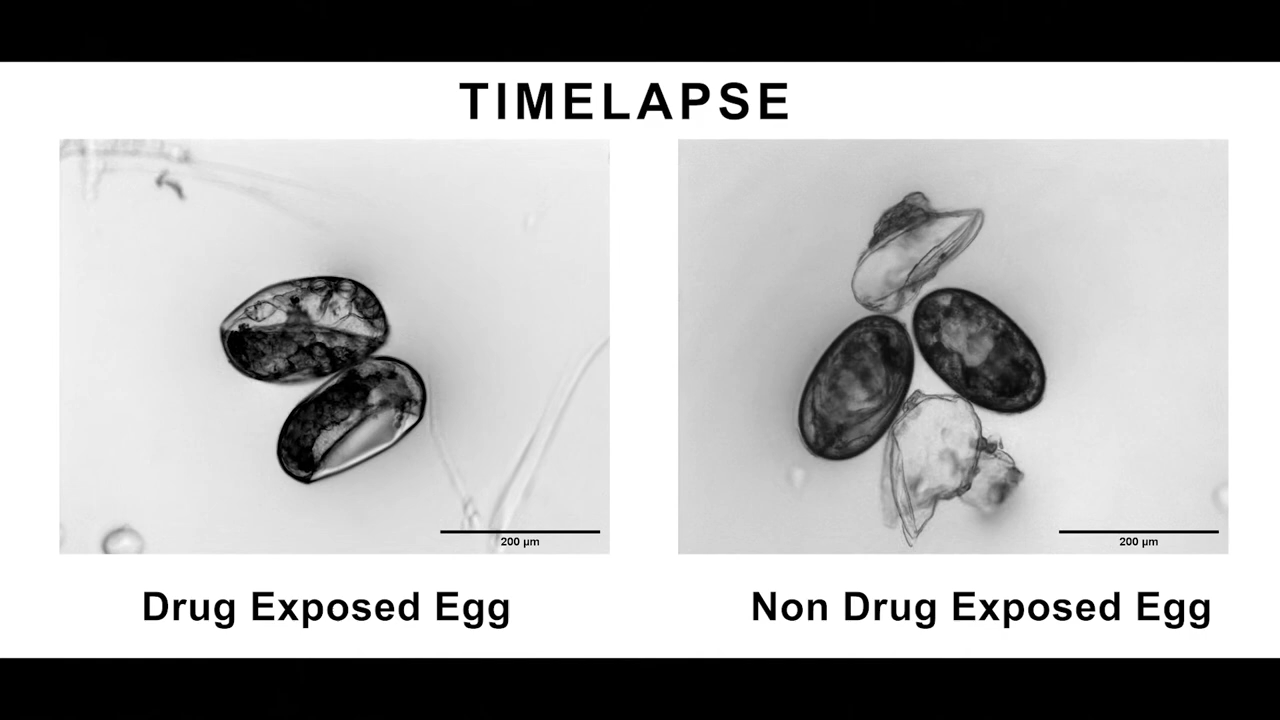 TIMELAPSE
200 µm
200 µm
Drug Exposed Egg
Non Drug Exposed Egg